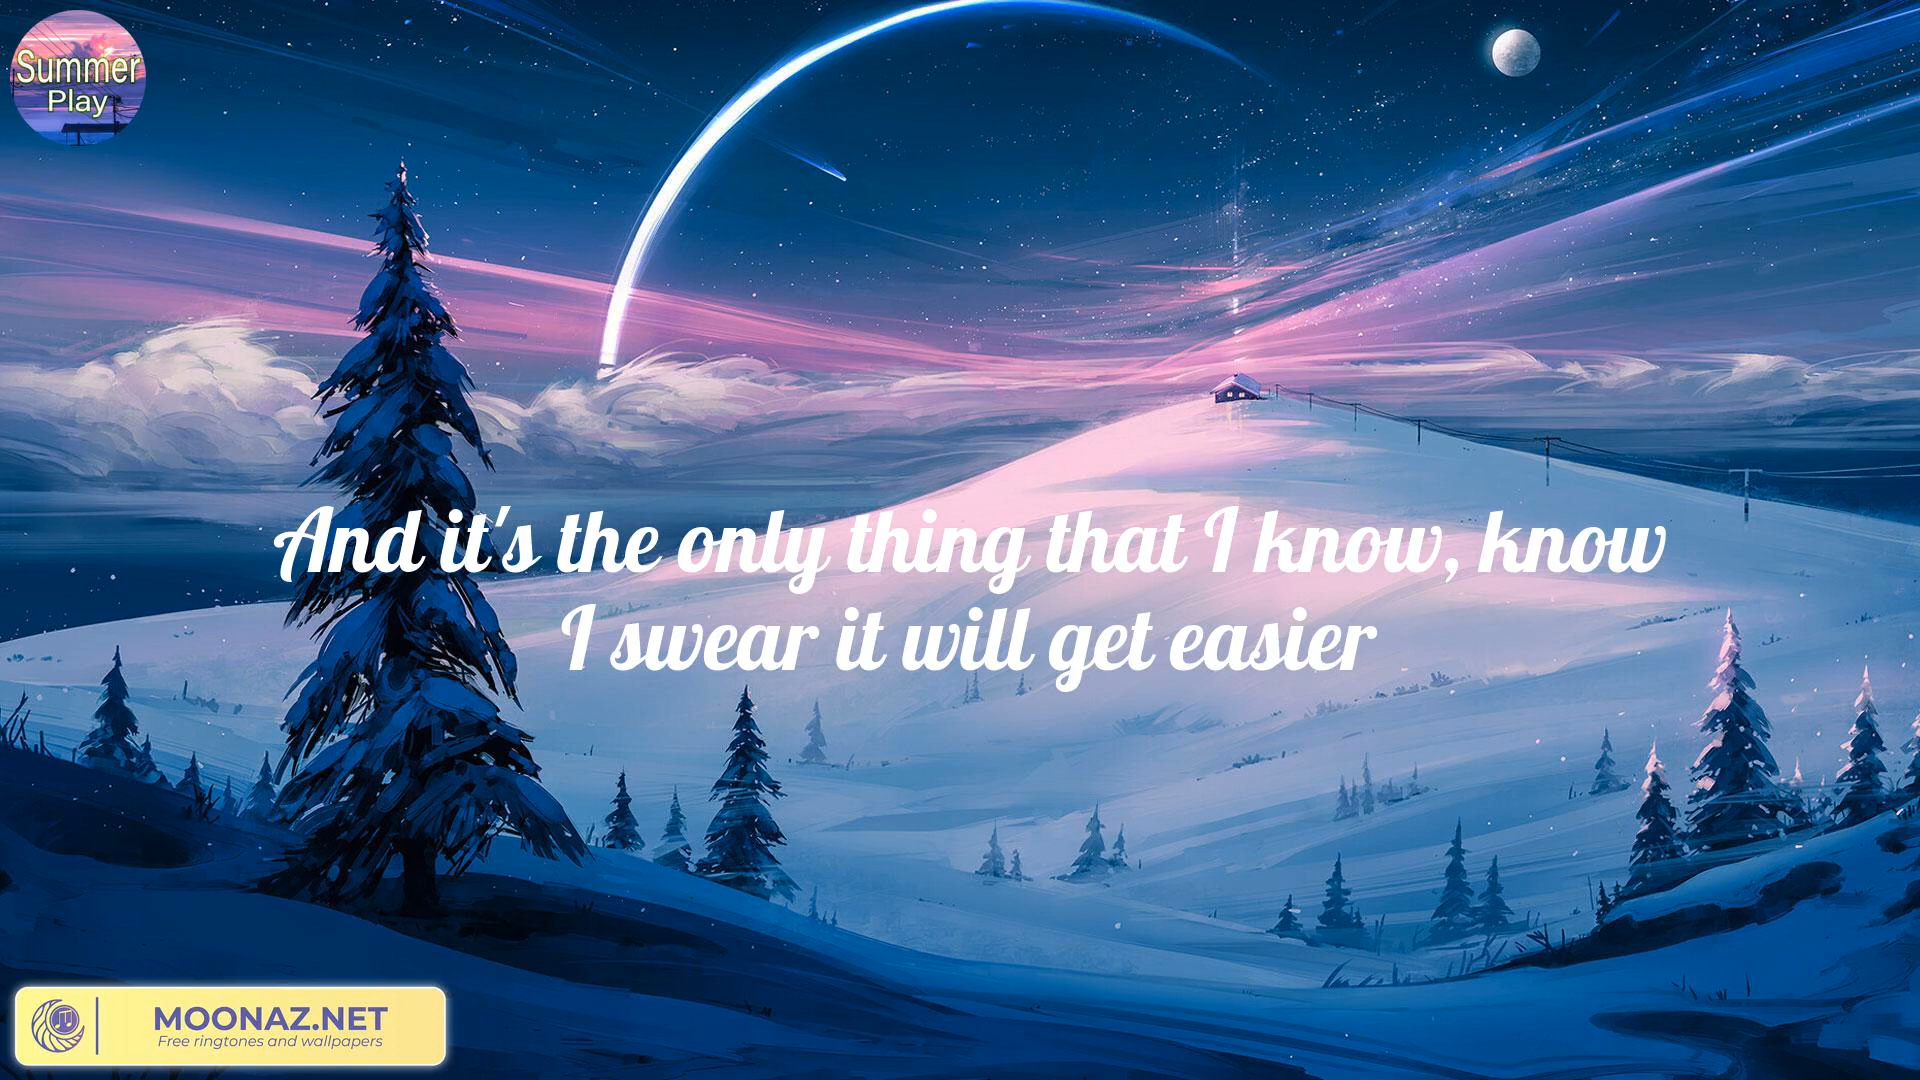 Summer
Play
And it's the only thing that I know, know
I swear it will get easier
MOONAZ.NET
Free ringtones and wallpapers